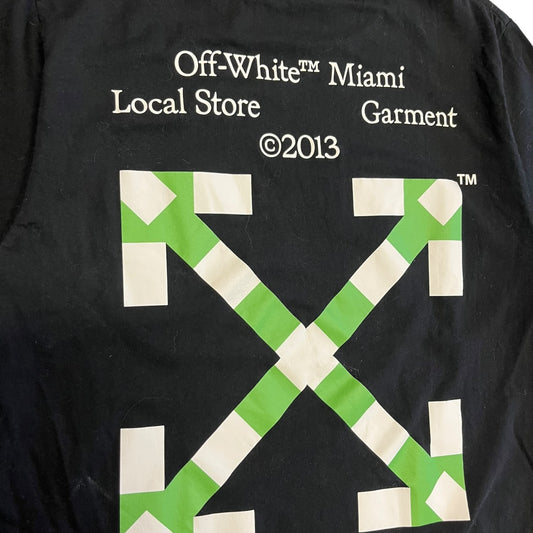 Off-White™ Miami
Local Store Garment
©2013
™